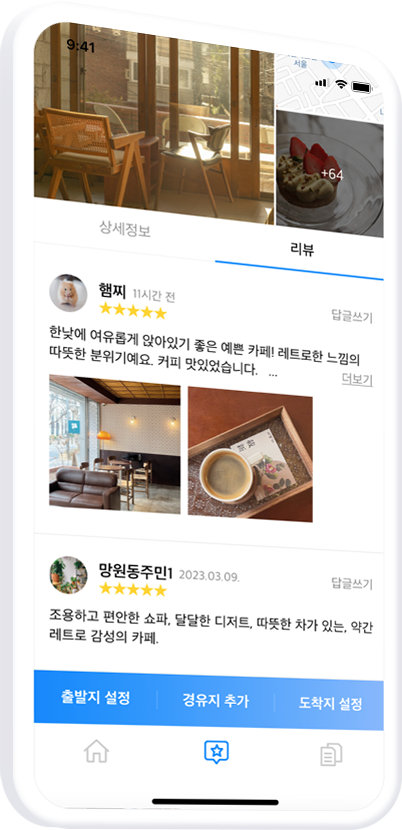 9:41
서울
+64
상세정보
리뷰
햄찌 11시간 전
답글쓰기
한낮에 여유롭게 앉아있기 좋은 예쁜 카페! 레트로한 느낌의
따뜻한 분위기예요. 커피 맛있었습니다. ...
더보기
망원동주민1 2023.03.09.
답글쓰기
조용하고 편안한 쇼파, 달달한 디저트, 따뜻한 차가 있는, 약간
레트로 감성의 카페.
출발지 설정
경유지 추가
도착지 설정